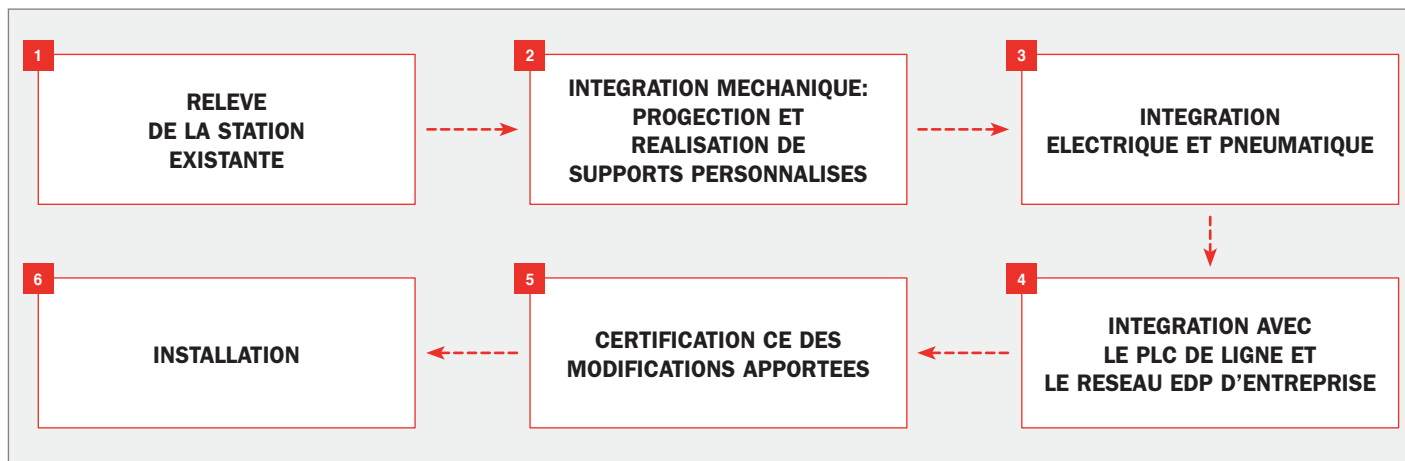 1
RELEVE
DE LA STATION
EXISTANTE
2
INTEGRATION MECHANIQUE:
PROGECTION ET
REALISATION DE
SUPPORTS PERSONNALISES
3
INTEGRATION
ELECTRIQUE ET PNEUMATIQUE
4
INTEGRATION AVEC
LE PLC DE LIGNE ET
LE RESEAU EDP D’ENTREPRISE
5
CERTIFICATION CE DES
MODIFICATIONS APPORTEES
6
INSTALLATION